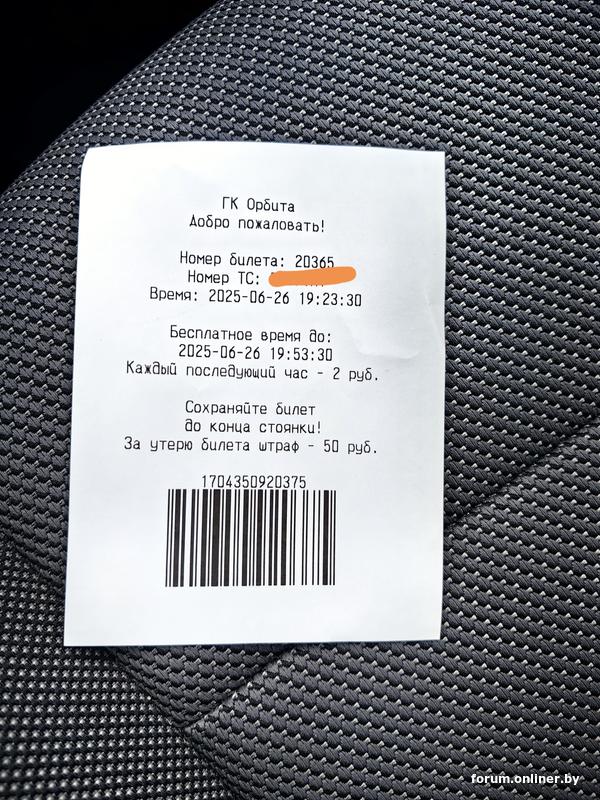 ГК Орбита
Добро пожаловать!
Номер билета: 20365
Номер ТС:
Время: 2025-06-26 19:23:30
Бесплатное время до:
2025-06-26 19:53:30
Каждый последующий час - 2 руб.
Сохраняйте билет
до конца стоянки!
За утерю билета штраф - 50 руб.
1704350920375
forum.onliner.by